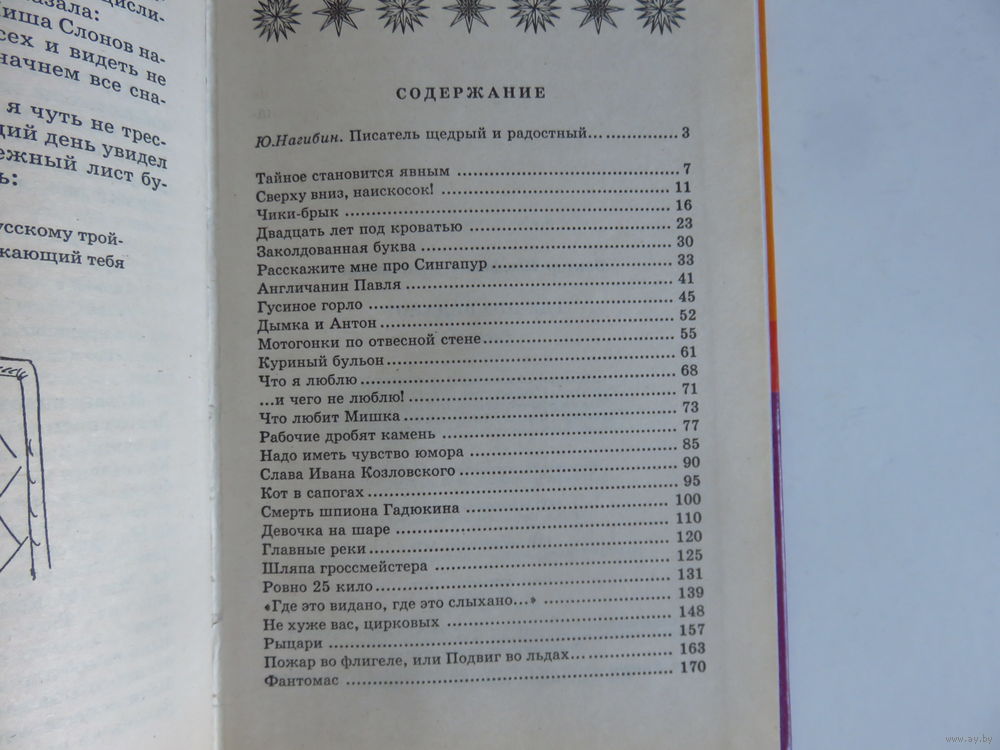 казала:
иша Слонов на-
сех и видеть не
начнем все сна-
я чуть не трес-
щий день увидел
ежный лист бу-
ь:
усскому трой-
жающий тебя
СОДЕРЖАНИЕ
Ю.Нагибин. Писатель щедрый и радостный... 3
Тайное становится явным 7
Сверху вниз, наискосок! 11
Чики-брык 16
Двадцать лет под кроватью 23
Заколдованная буква 30
Расскажите мне про Сингапур 33
Англичанин Павля 41
Гусиное горло 45
Дымка и Антон 52
Мотогонки по отвесной стене 55
Куриный бульон 61
Что я люблю 68
...и чего не люблю! 71
Что любит Мишка 73
Рабочие дробят камень 77
Надо иметь чувство юмора 85
Слава Ивана Козловского 90
Кот в сапогах 95
Смерть шпиона Гадюкина 100
Девочка на шаре 110
Главные реки 120
Шляпа гроссмейстера 125
Ровно 25 кило 131
«Где это видано, где это слыхано...» 139
Не хуже вас, цирковых 148
Рыцари 157
Пожар во флигеле, или Подвиг во льдах... 163
Фантомас 170
www.ay.by